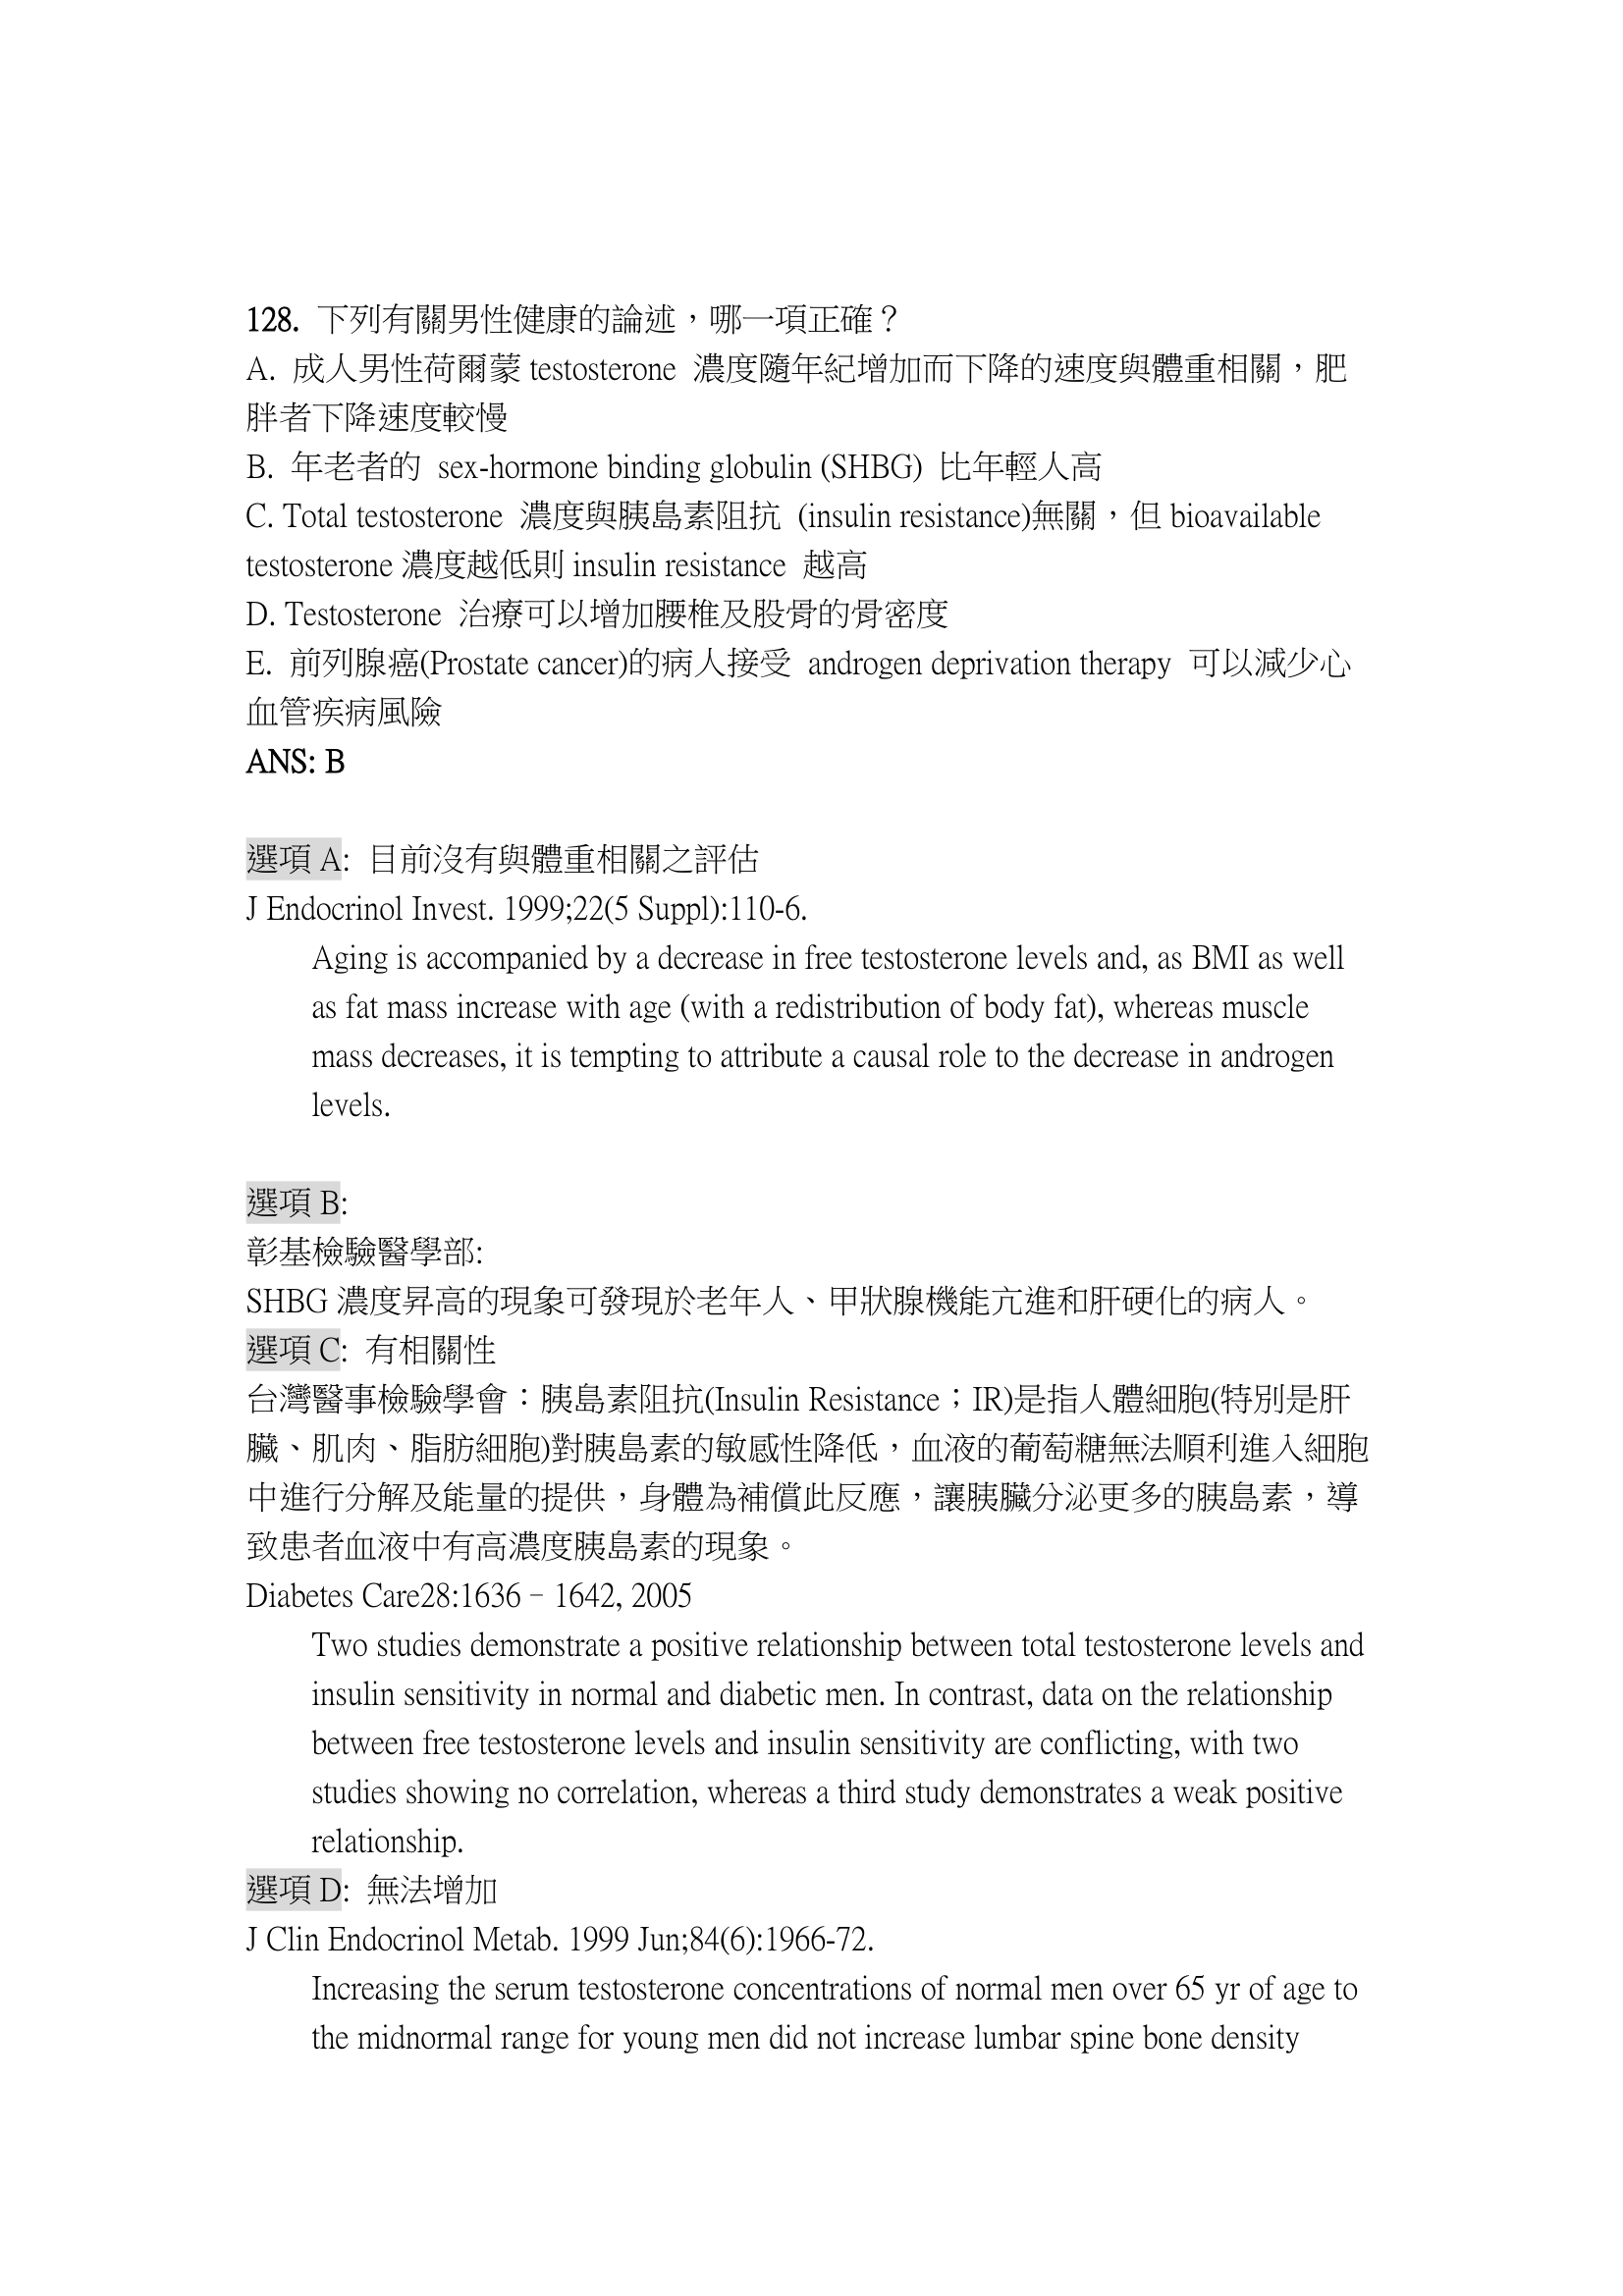 128. 下列有關男性健康的論述，哪一項正確？
A. 成人男性荷爾蒙 testosterone 濃度隨年紀增加而下降的速度與體重相關，肥
胖者下降速度較慢
B. 年老者的 sex-hormone binding globulin (SHBG) 比年輕人高
C. Total testosterone 濃度與胰島素阻抗 (insulin resistance)無關，但 bioavailable
testosterone 濃度越低則 insulin resistance 越高
D. Testosterone 治療可以增加腰椎及股骨的骨密度
E. 前列腺癌(Prostate cancer)的病人接受 androgen deprivation therapy 可以減少心
血管疾病風險
ANS: B
選項 A: 目前沒有與體重相關之評估
J Endocrinol Invest. 1999;22(5 Suppl):110-6.
Aging is accompanied by a decrease in free testosterone levels and, as BMI as well
as fat mass increase with age (with a redistribution of body fat), whereas muscle
mass decreases, it is tempting to attribute a causal role to the decrease in androgen
levels.
選項 B:
彰基檢驗醫學部:
SHBG 濃度昇高的現象可發現於老年人、甲狀腺機能亢進和肝硬化的病人。
選項 C: 有相關性
台灣醫事檢驗學會：胰島素阻抗(Insulin Resistance；IR)是指人體細胞(特別是肝
臟、肌肉、脂肪細胞)對胰島素的敏感性降低，血液的葡萄糖無法順利進入細胞
中進行分解及能量的提供，身體為補償此反應，讓胰臟分泌更多的胰島素，導
致患者血液中有高濃度胰島素的現象。
Diabetes Care28:1636–1642, 2005
Two studies demonstrate a positive relationship between total testosterone levels and
insulin sensitivity in normal and diabetic men. In contrast, data on the relationship
between free testosterone levels and insulin sensitivity are conflicting, with two
studies showing no correlation, whereas a third study demonstrates a weak positive
relationship.
選項 D: 無法增加
J Clin Endocrinol Metab. 1999 Jun;84(6):1966-72.
Increasing the serum testosterone concentrations of normal men over 65 yr of age to
the midnormal range for young men did not increase lumbar spine bone density